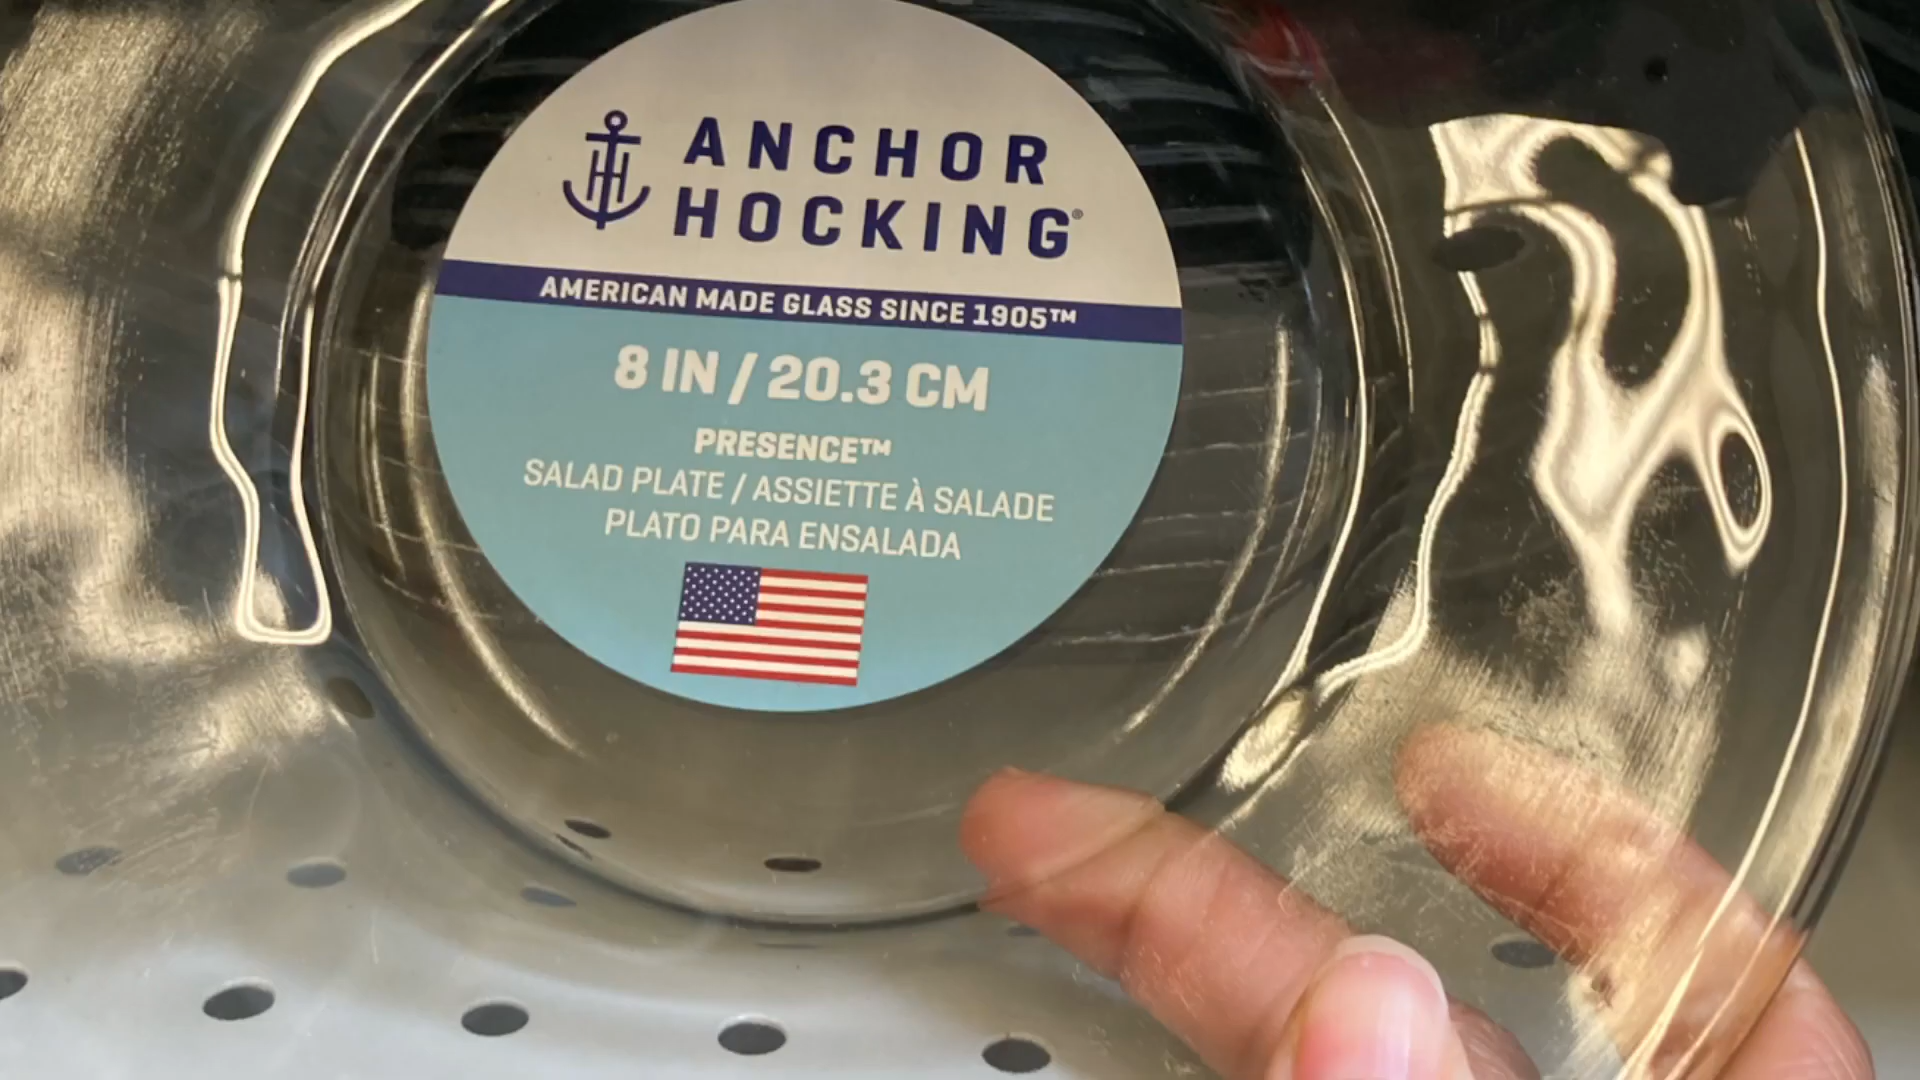 ANCHOR
HOCKING®
AMERICAN MADE GLASS SINCE 1905™
8 IN / 20.3 CM
PRESENCE™
SALAD PLATE / ASSIETTE À SALADE
PLATO PARA ENSALADA